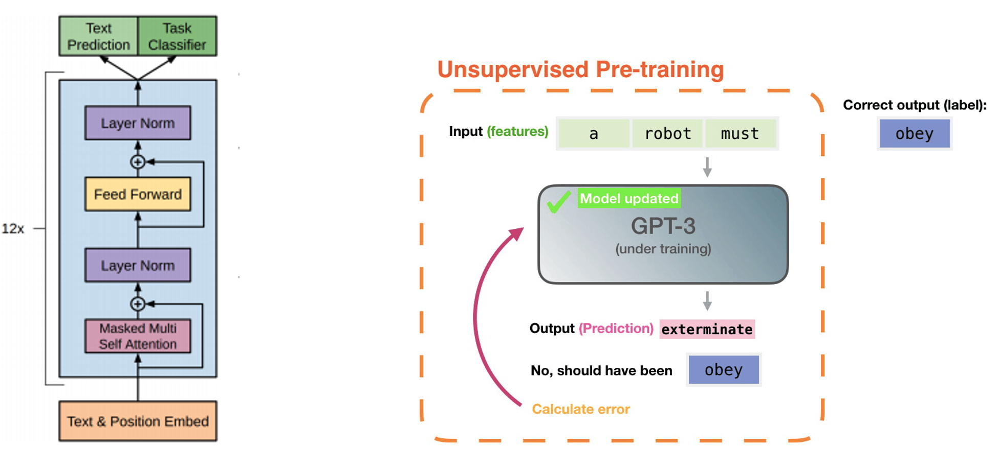 Text
Prediction
Task
Classifier
12x
Layer Norm
+
Feed Forward
Layer Norm
+
Masked Multi
Self Attention
Text & Position Embed
Unsupervised Pre-training
Input (features) a robot must
Model updated
GPT-3
(under training)
Output (Prediction) exterminate
No, should have been obey
Calculate error
Correct output (label):
obey